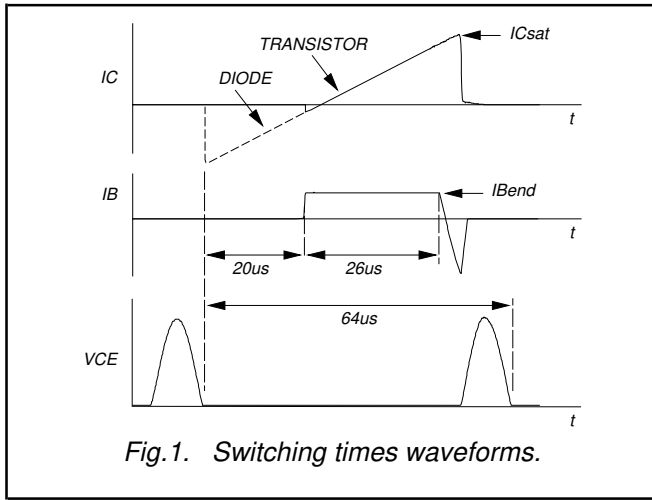 ICsat
TRANSISTOR
IC
DIODE
t
IB
IBend
t
20us
26us
64us
VCE
t
Fig.1. Switching times waveforms.